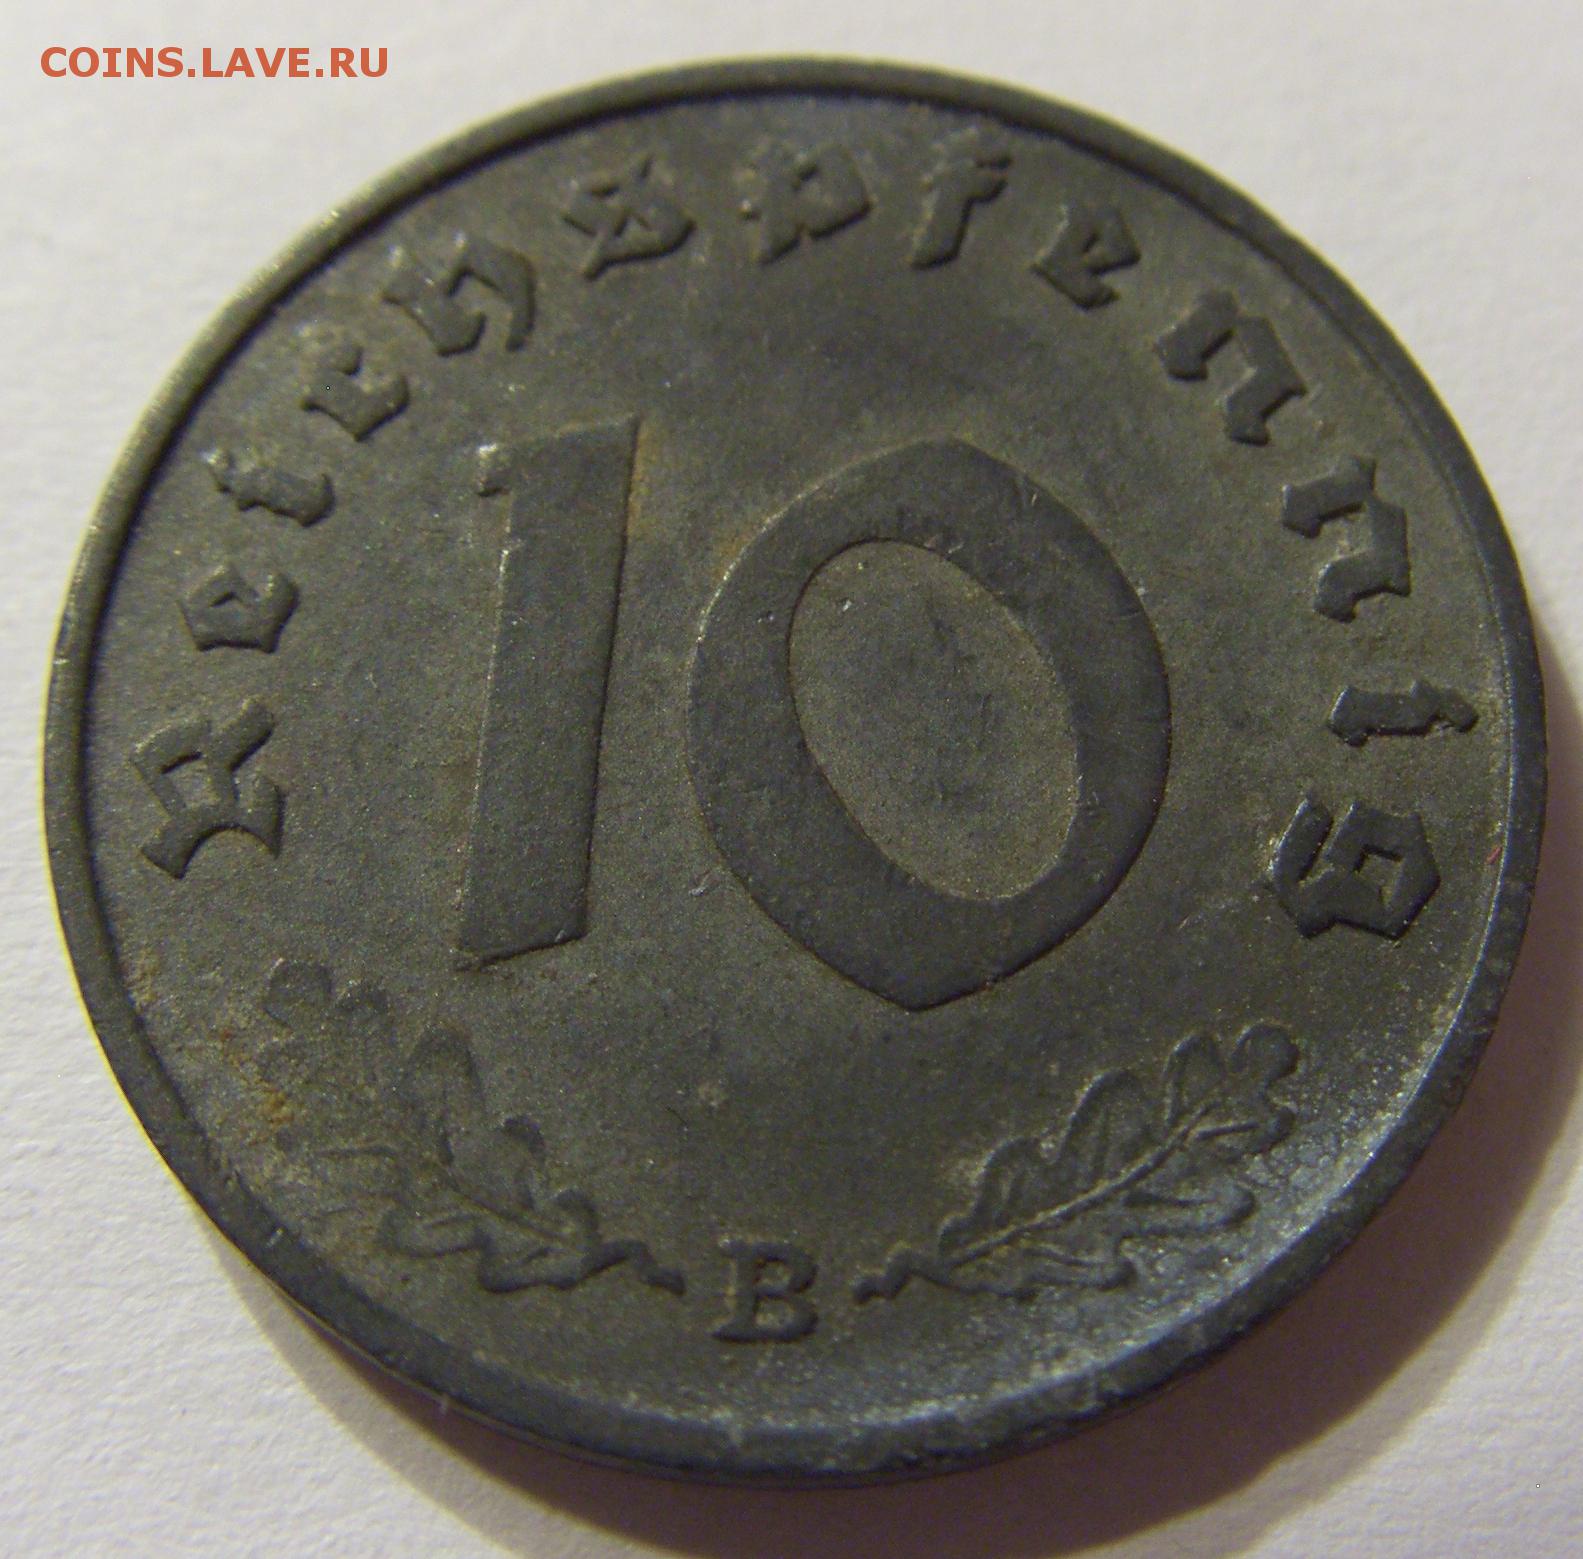 COINS.LAVE.RU
Reichspfennig
10
B